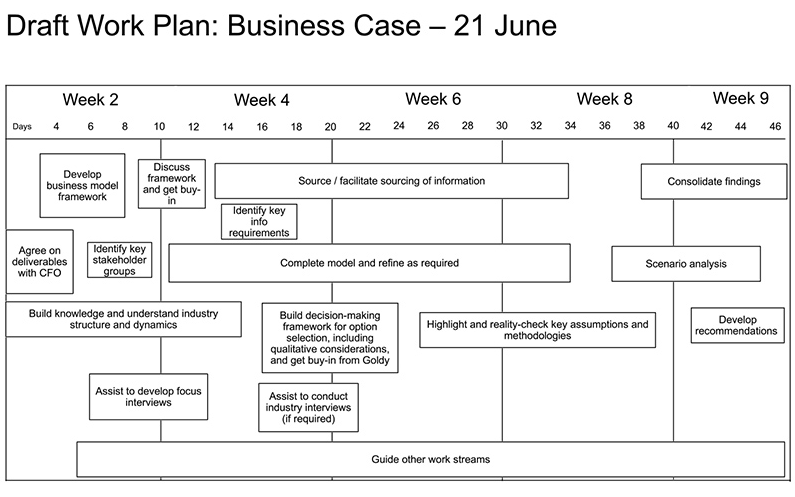 Draft Work Plan: Business Case – 21 June
Week 2
Week 4
Week 6
Week 8
Week 9
Days 4 6 8 10 12 14 16 18 20 22 24 26 28 30 32 34 36 38 40 42 44 46
Develop
business model
framework
Discuss
framework
and get buy-
in
Source / facilitate sourcing of information
Consolidate findings
Identify key
info
requirements
Agree on
deliverables
with CFO
Identify key
stakeholder
groups
Complete model and refine as required
Scenario analysis
Build knowledge and understand industry
structure and dynamics
Build decision-making
framework for option
selection, including
qualitative considerations,
and get buy-in from Goldy
Highlight and reality-check key assumptions and
methodologies
Develop
recommendations
Assist to develop focus
interviews
Assist to conduct
industry interviews
(if required)
Guide other work streams